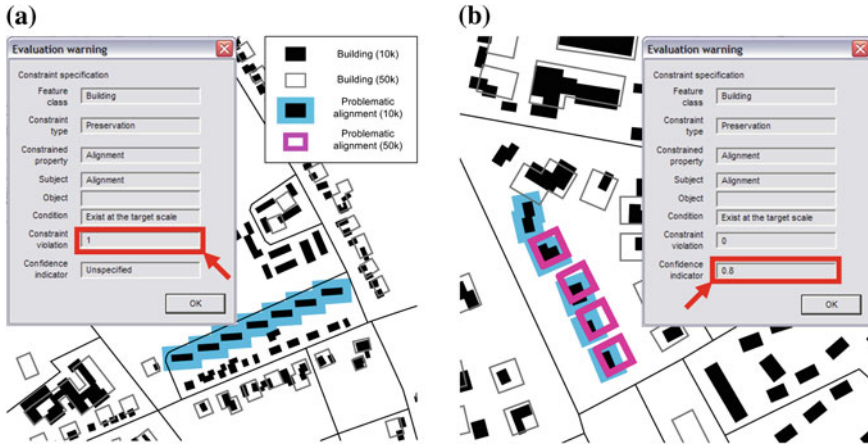 (a)
Evaluation warning
Constraint specification
Feature class Building
Constraint type Preservation
Constrained property Alignment
Subject Alignment
Object
Condition Exist at the target scale
Constraint violation 1
Confidence indicator Unspecified
OK
Building (10k)
Building (50k)
Problematic alignment (10k)
Problematic alignment (50k)
(b)
Evaluation warning
Constraint specification
Feature class Building
Constraint type Preservation
Constrained property Alignment
Subject Alignment
Object
Condition Exist at the target scale
Constraint violation 0
Confidence indicator 0.8
OK